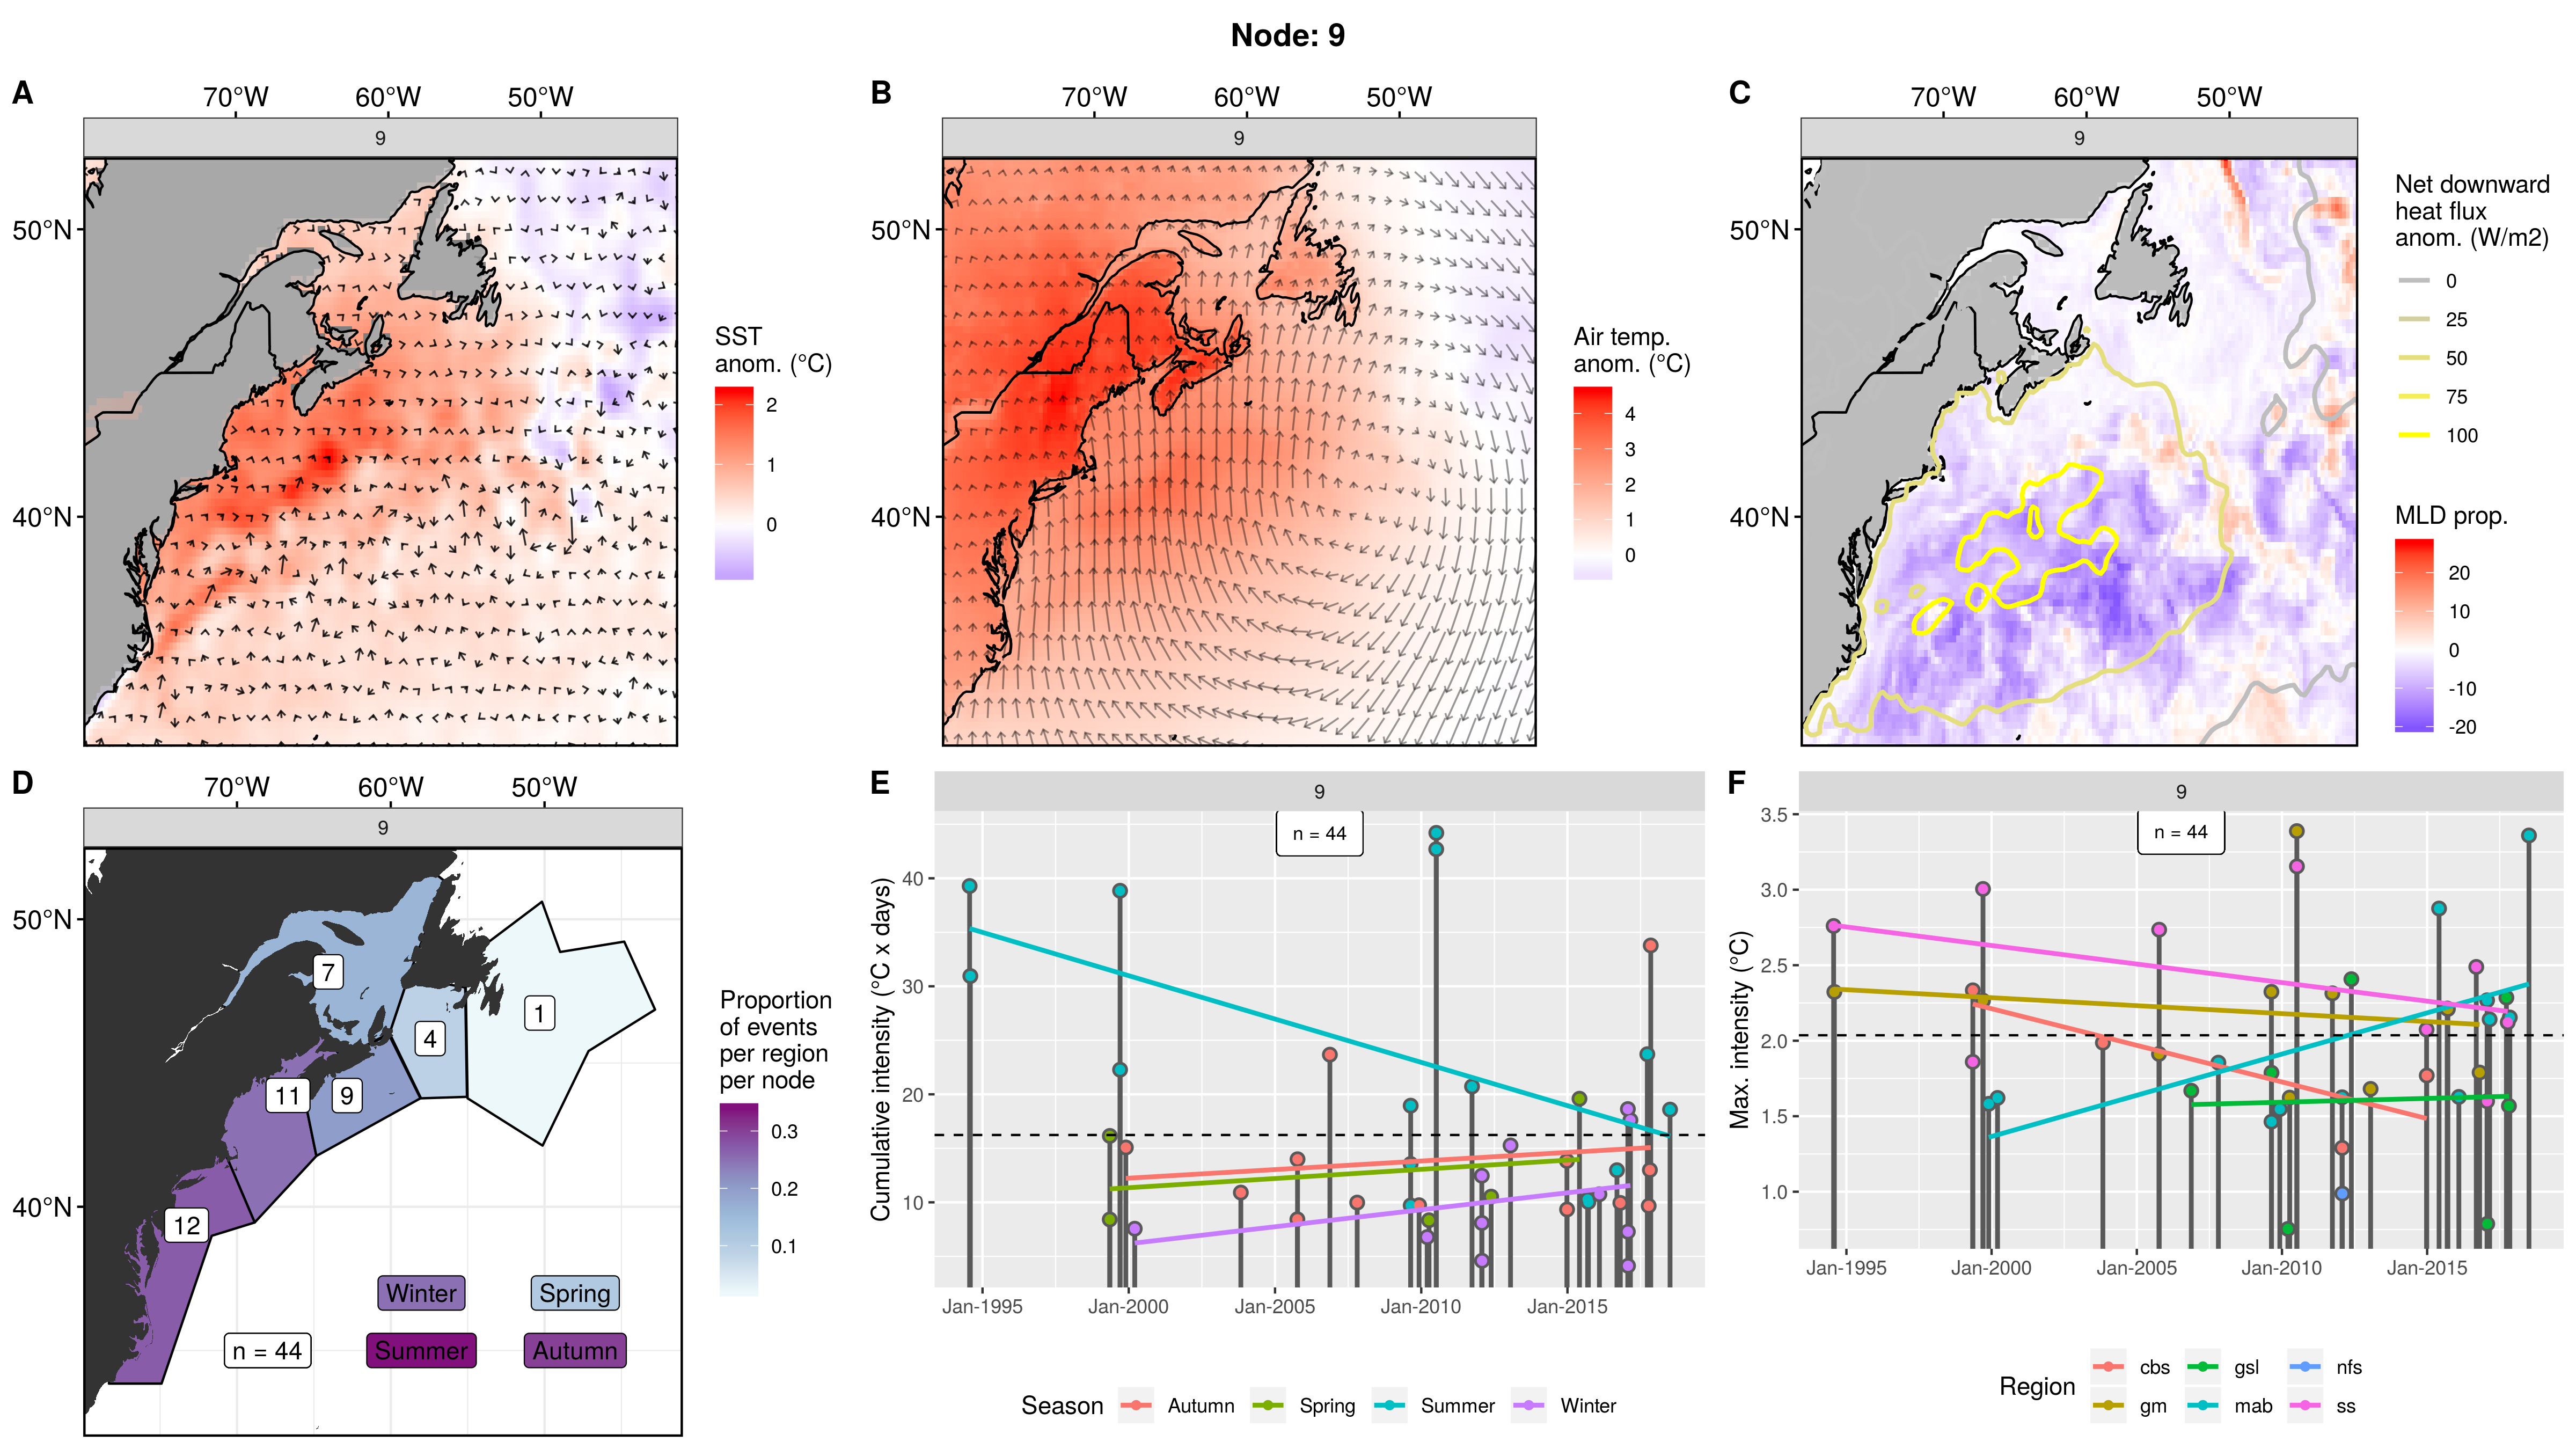 Node: 9
A
70°W 60°W 50°W
9
50°N
40°N
SST
anom. (°C)
2
1
0
B
70°W 60°W 50°W
9
50°N
40°N
Air temp.
anom. (°C)
4
3
2
1
0
C
70°W 60°W 50°W
9
50°N
40°N
Net downward
heat flux
anom. (W/m2)
0
25
50
75
100
MLD prop.
20
10
0
-10
-20
D
70°W 60°W 50°W
9
50°N
40°N
7
1
4
11
9
12
Winter Spring
n = 44 Summer Autumn
Proportion
of events
per region
per node
0.3
0.2
0.1
E
9
n = 44
Cumulative intensity (°C x days)
40
30
20
10
Jan-1995 Jan-2000 Jan-2005 Jan-2010 Jan-2015
Season Autumn Spring Summer Winter
F
9
n = 44
Max. intensity (°C)
3.5
3.0
2.5
2.0
1.5
1.0
Jan-1995 Jan-2000 Jan-2005 Jan-2010 Jan-2015
Region
cbs gsl nfs
gm mab ss